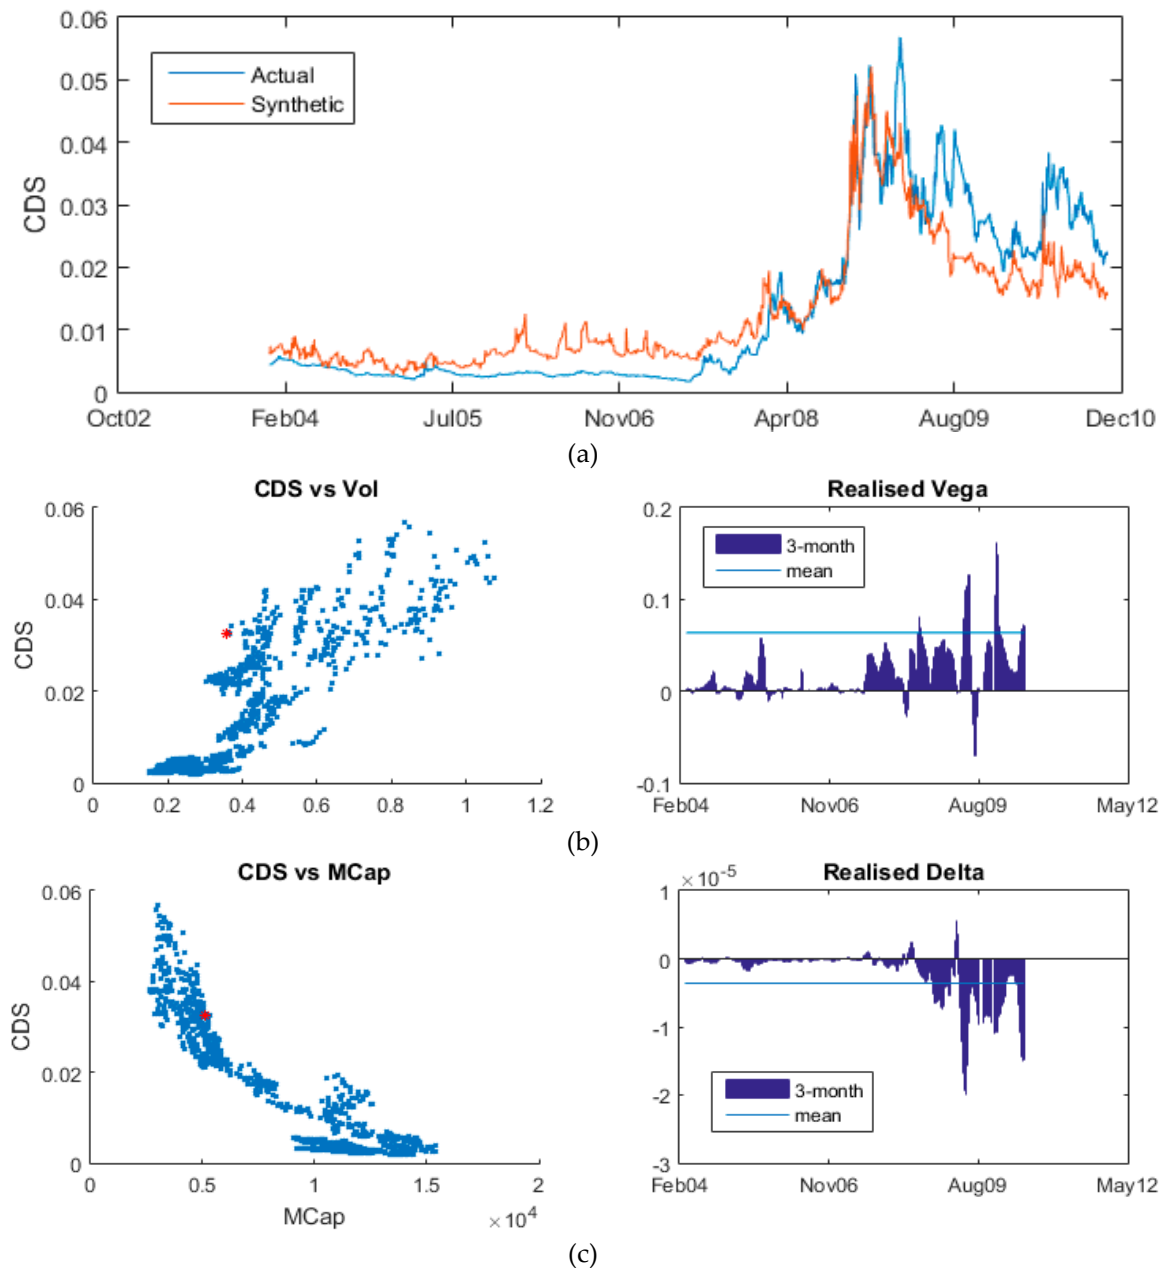 0.06
0.05
0.04
0.03
0.02
0.01
0
CDS
Actual
Synthetic
Oct02 Feb04 Jul05 Nov06 Apr08 Aug09 Dec10
(a)
CDS vs Vol
0.06
0.04
0.02
0
CDS
0 0.2 0.4 0.6 0.8 1 1.2
Realised Vega
0.2
0.1
0
-0.1
3-month
mean
Feb04 Nov06 Aug09 May12
(b)
CDS vs MCap
0.06
0.04
0.02
0
CDS
0 0.5 1 1.5 2
MCap
×10^4
Realised Delta
×10^-5
1
0
-1
-2
-3
3-month
mean
Feb04 Nov06 Aug09 May12
(c)